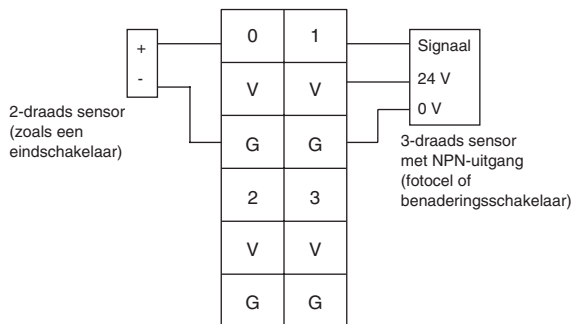 +
-
2-draads sensor
(zoals een
eindschakelaar)
0 1
V V
G G
2 3
V V
G G
Signaal
24 V
0 V
3-draads sensor
met NPN-uitgang
(fotocel of
benaderingsschakelaar)